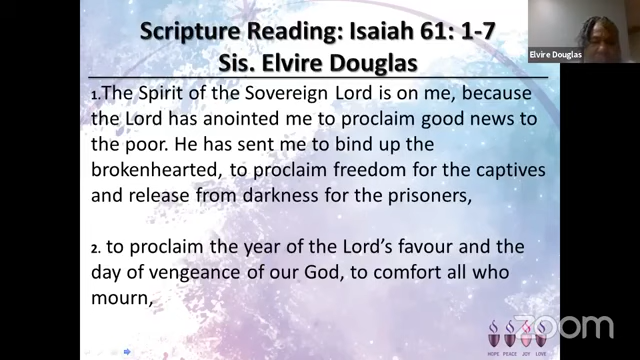 Scripture Reading: Isaiah 61: 1-7
Sis. Elvire Douglas
Elvire Douglas
1.The Spirit of the Sovereign Lord is on me, because
the Lord has anointed me to proclaim good news to
the poor. He has sent me to bind up the
brokenhearted, to proclaim freedom for the captives
and release from darkness for the prisoners,
2. to proclaim the year of the Lord’s favour and the
day of vengeance of our God, to comfort all who
mourn,
zoom
HOPE PEACE JOY LOVE